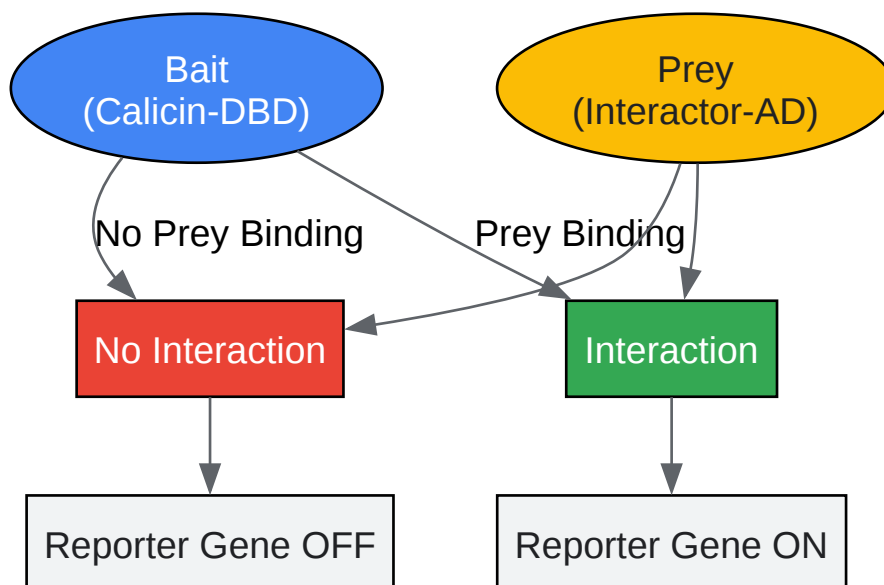 Bait
(Calicin-DBD)
Prey
(Interactor-AD)
No Prey Binding
Prey Binding
No Interaction
Interaction
Reporter Gene OFF
Reporter Gene ON